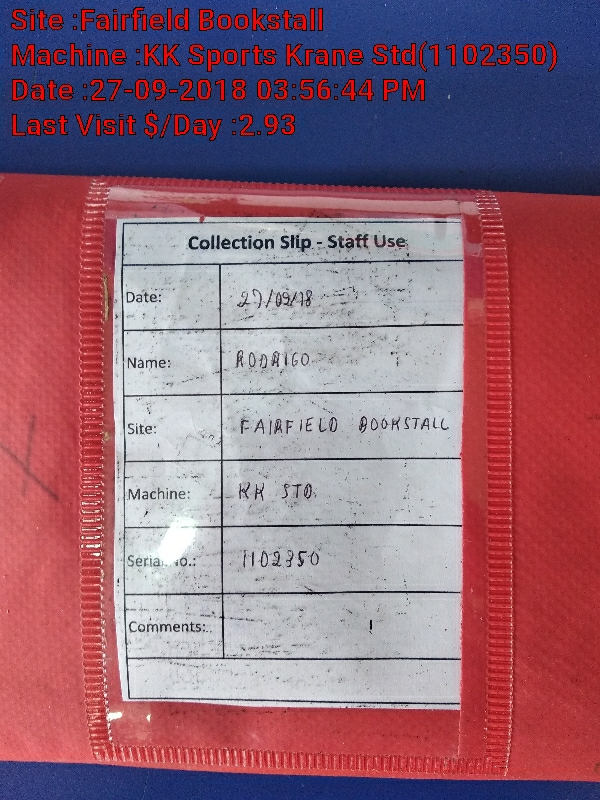 Site :Fairfield Bookstall
Machine :KK Sports Krane Std(1102350)
Date :27-09-2018 03:56:44 PM
Last Visit $/Day :2.93
Collection Slip - Staff Use
Date: 27/09/18
Name: RODRIGO
Site: FAIRFIELD BOOKSTALL
Machine: KK STD.
Serial No.: 1102350
Comments: